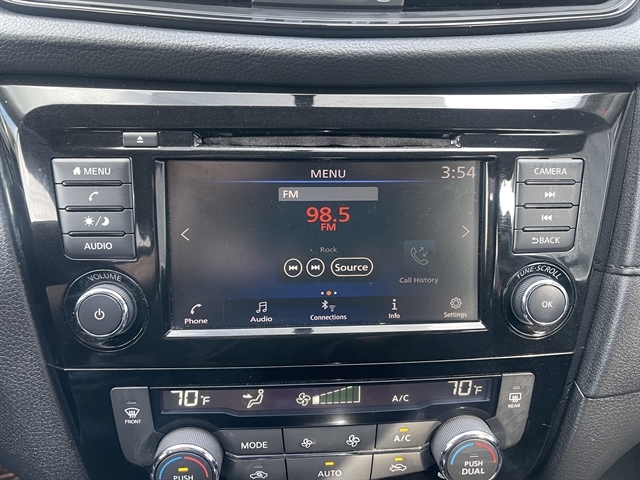 MENU
AUDIO
VOLUME
MENU
3:54
FM
98.5
FM
Rock
Source
Call History
Phone
Audio
Connections
Info
Settings
CAMERA
BACK
TUNE·SCROLL
OK
70°F
A/C
70°F
FRONT
REAR
MODE
A/C
AUTO
PUSH
PUSH
DUAL